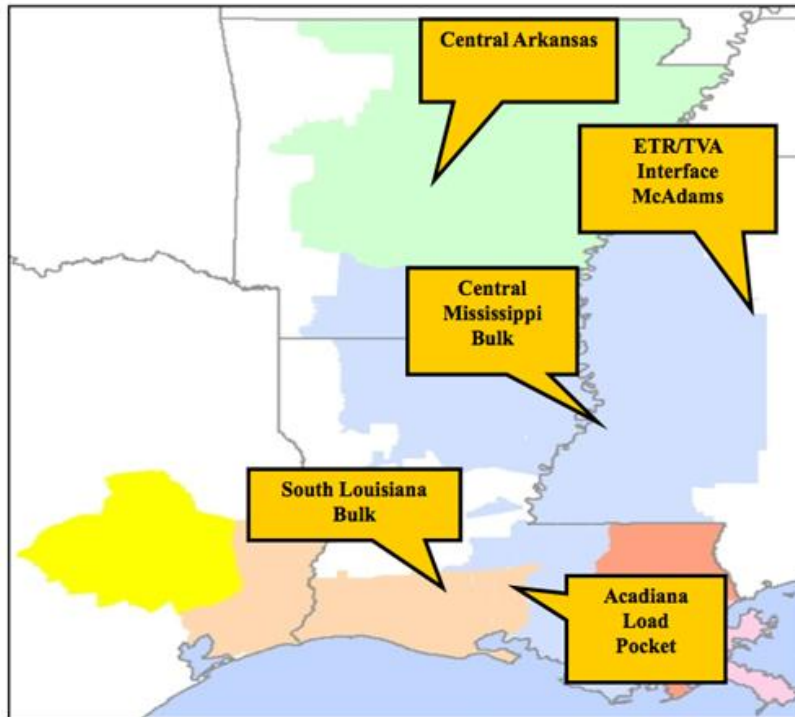 Central Arkansas
ETR/TVA
Interface
McAdams
Central
Mississippi
Bulk
South Louisiana
Bulk
Acadiana
Load
Pocket